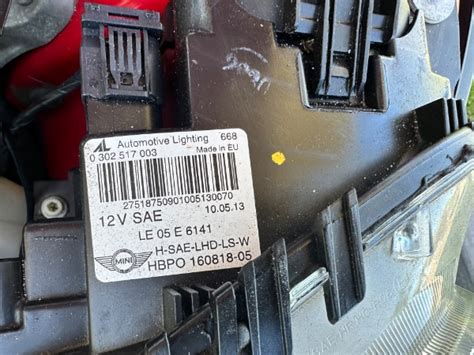 AL Automotive Lighting 668
0 302 517 003 Made in EU
27518750901005130070
12V SAE 10.05.13
LE 05 E 6141
H-SAE-LHD-LS-W
MINI HBPO 160818-05